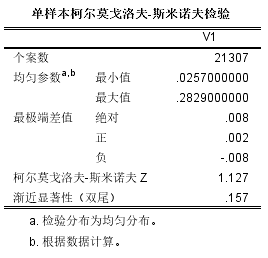 单样本柯尔莫戈洛夫-斯米诺夫检验
V1
个案数 21307
均匀参数a,b 最小值 .0257000000
最大值 .2829000000
最极端差值 绝对 .008
正 .002
负 -.008
柯尔莫戈洛夫-斯米诺夫 Z 1.127
渐近显著性（双尾） .157
a. 检验分布为均匀分布。
b. 根据数据计算。